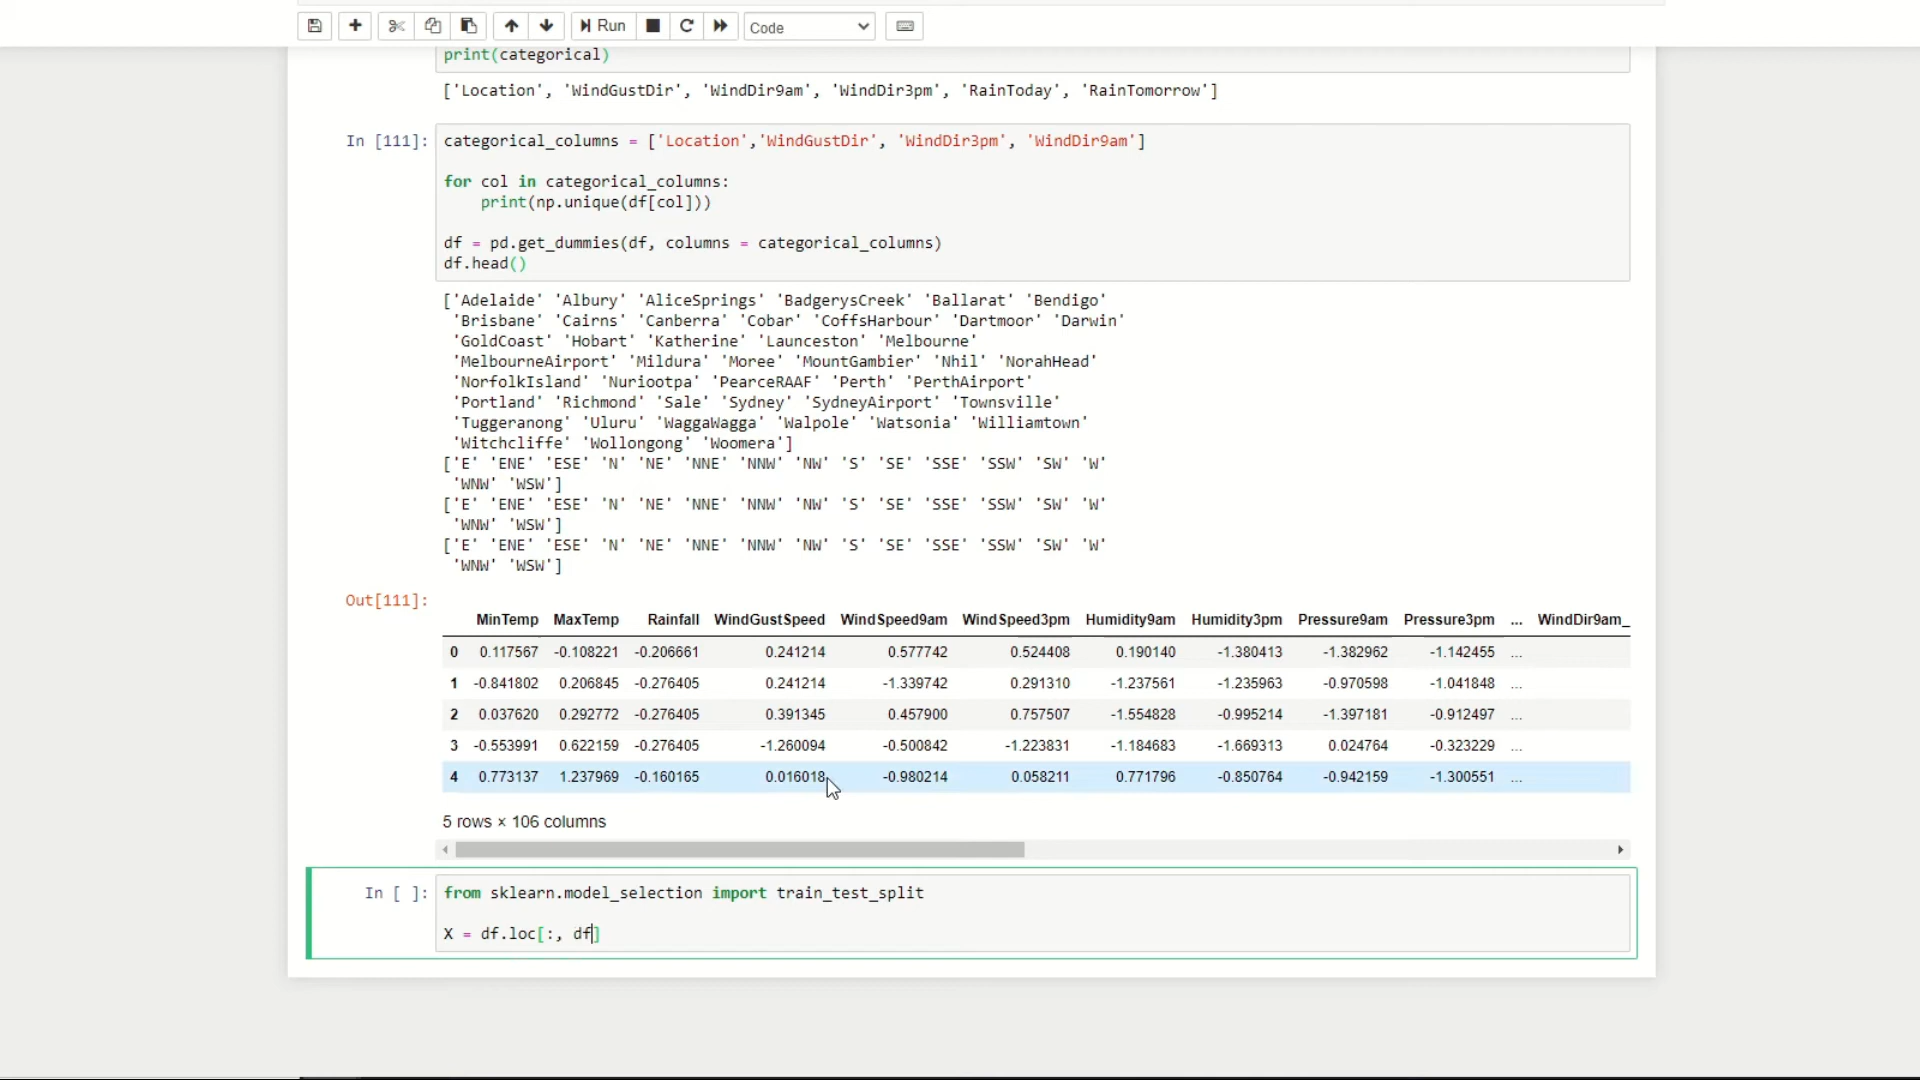 Run Code
print(categorical)
['Location', 'WindGustDir', 'WindDir9am', 'WindDir3pm', 'RainToday', 'RainTomorrow']
In [111]: categorical_columns = ['Location','WindGustDir', 'WindDir3pm', 'WindDir9am']
for col in categorical_columns:
    print(np.unique(df[col]))
df = pd.get_dummies(df, columns = categorical_columns)
df.head()
['Adelaide' 'Albury' 'AliceSprings' 'BadgerysCreek' 'Ballarat' 'Bendigo'
 'Brisbane' 'Cairns' 'Canberra' 'Cobar' 'CoffsHarbour' 'Dartmoor' 'Darwin'
 'GoldCoast' 'Hobart' 'Katherine' 'Launceston' 'Melbourne'
 'MelbourneAirport' 'Mildura' 'Moree' 'MountGambier' 'Nhil' 'NorahHead'
 'NorfolkIsland' 'Nuriootpa' 'PearceRAAF' 'Perth' 'PerthAirport'
 'Portland' 'Richmond' 'Sale' 'Sydney' 'SydneyAirport' 'Townsville'
 'Tuggeranong' 'Uluru' 'WaggaWagga' 'Walpole' 'Watsonia' 'Williamtown'
 'Witchcliffe' 'Wollongong' 'Woomera']
['E' 'ENE' 'ESE' 'N' 'NE' 'NNE' 'NNW' 'NW' 'S' 'SE' 'SSE' 'SSW' 'SW' 'W'
 'WNW' 'WSW']
['E' 'ENE' 'ESE' 'N' 'NE' 'NNE' 'NNW' 'NW' 'S' 'SE' 'SSE' 'SSW' 'SW' 'W'
 'WNW' 'WSW']
['E' 'ENE' 'ESE' 'N' 'NE' 'NNE' 'NNW' 'NW' 'S' 'SE' 'SSE' 'SSW' 'SW' 'W'
 'WNW' 'WSW']
Out[111]:
MinTemp MaxTemp Rainfall WindGustSpeed WindSpeed9am WindSpeed3pm Humidity9am Humidity3pm Pressure9am Pressure3pm ... WindDir9am_
0 0.117567 -0.108221 -0.206661 0.241214 0.577742 0.524408 0.190140 -1.380413 -1.382962 -1.142455 ...
1 -0.841802 0.206845 -0.276405 0.241214 -1.339742 0.291310 -1.237561 -1.235963 -0.970598 -1.041848 ...
2 0.037620 0.292772 -0.276405 0.391345 0.457900 0.757507 -1.554828 -0.995214 -1.397181 -0.912497 ...
3 -0.553991 0.622159 -0.276405 -1.260094 -0.500842 -1.223831 -1.184683 -1.669313 0.024764 -0.323229 ...
4 0.773137 1.237969 -0.160165 0.016018 -0.980214 0.058211 0.771796 -0.850764 -0.942159 -1.300551 ...
5 rows × 106 columns
In [ ]: from sklearn.model_selection import train_test_split
X = df.loc[:, df]